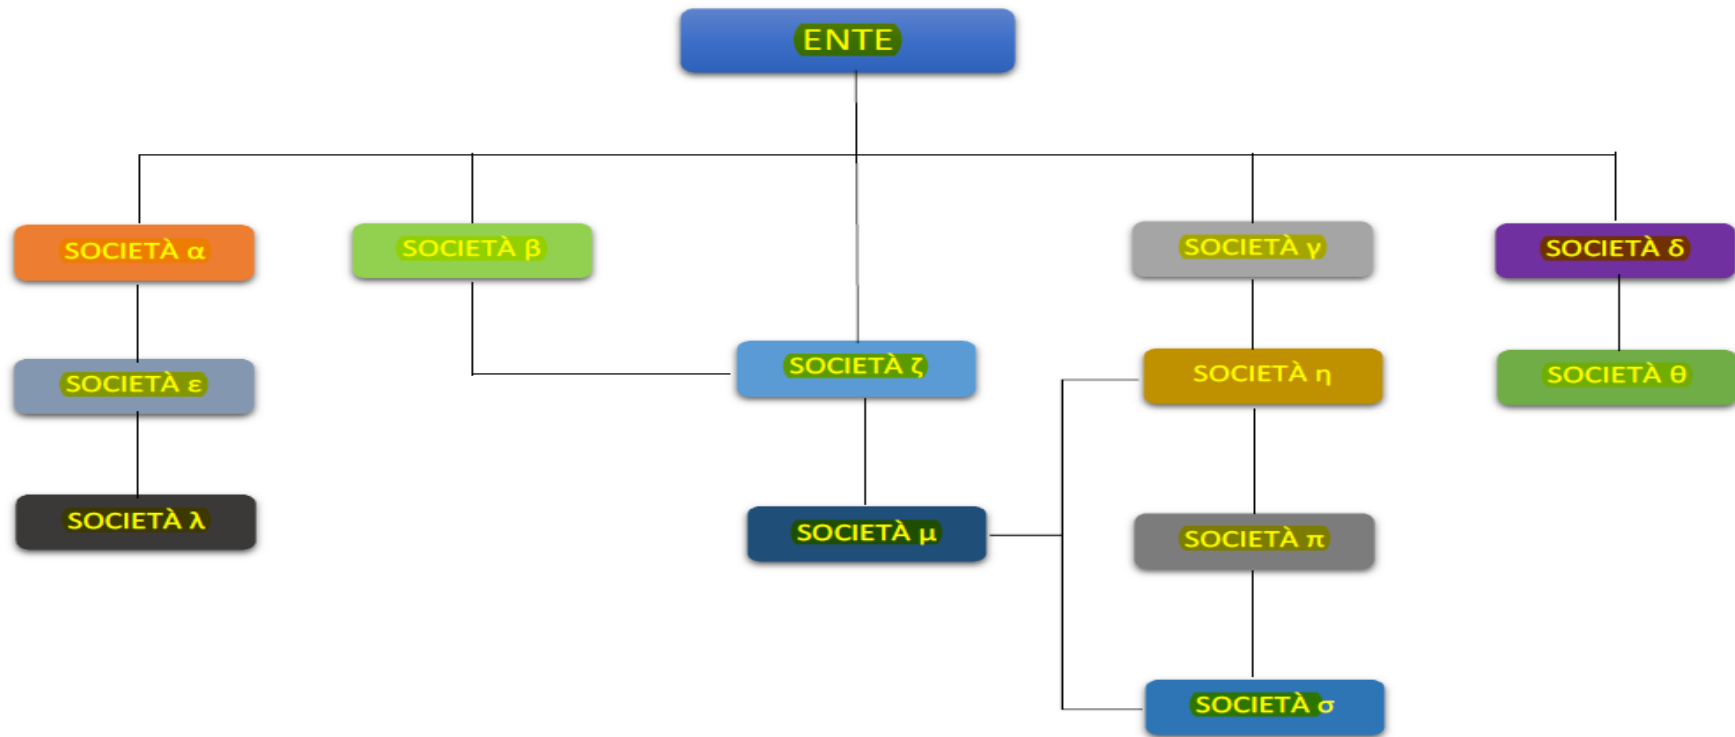 ENTE
SOCIETÀ α
SOCIETÀ β
SOCIETÀ γ
SOCIETÀ δ
SOCIETÀ ε
SOCIETÀ ζ
SOCIETÀ η
SOCIETÀ θ
SOCIETÀ λ
SOCIETÀ μ
SOCIETÀ π
SOCIETÀ σ